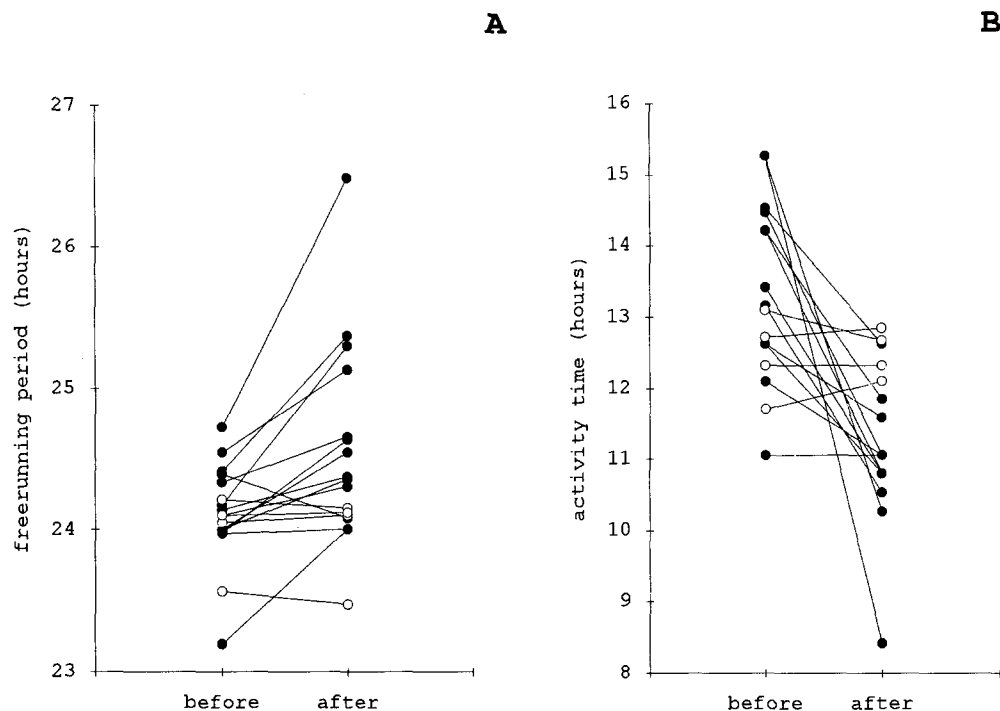 A
27
26
25
24
23
freerunning period (hours)
before after
B
16
15
14
13
12
11
10
9
8
activity time (hours)
before after